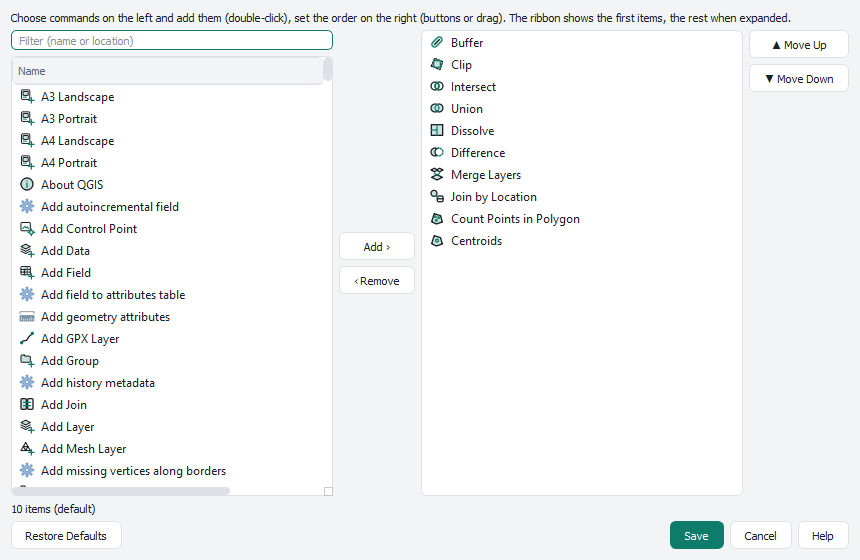 Choose commands on the left and add them (double-click), set the order on the right (buttons or drag). The ribbon shows the first items, the rest when expanded.
Filter (name or location)
Name
A3 Landscape
A3 Portrait
A4 Landscape
A4 Portrait
About QGIS
Add autoincremental field
Add Control Point
Add Data
Add Field
Add field to attributes table
Add geometry attributes
Add GPX Layer
Add Group
Add history metadata
Add Join
Add Layer
Add Mesh Layer
Add missing vertices along borders
Add ›
‹ Remove
Buffer
Clip
Intersect
Union
Dissolve
Difference
Merge Layers
Join by Location
Count Points in Polygon
Centroids
▲ Move Up
▼ Move Down
10 items (default)
Restore Defaults
Save
Cancel
Help